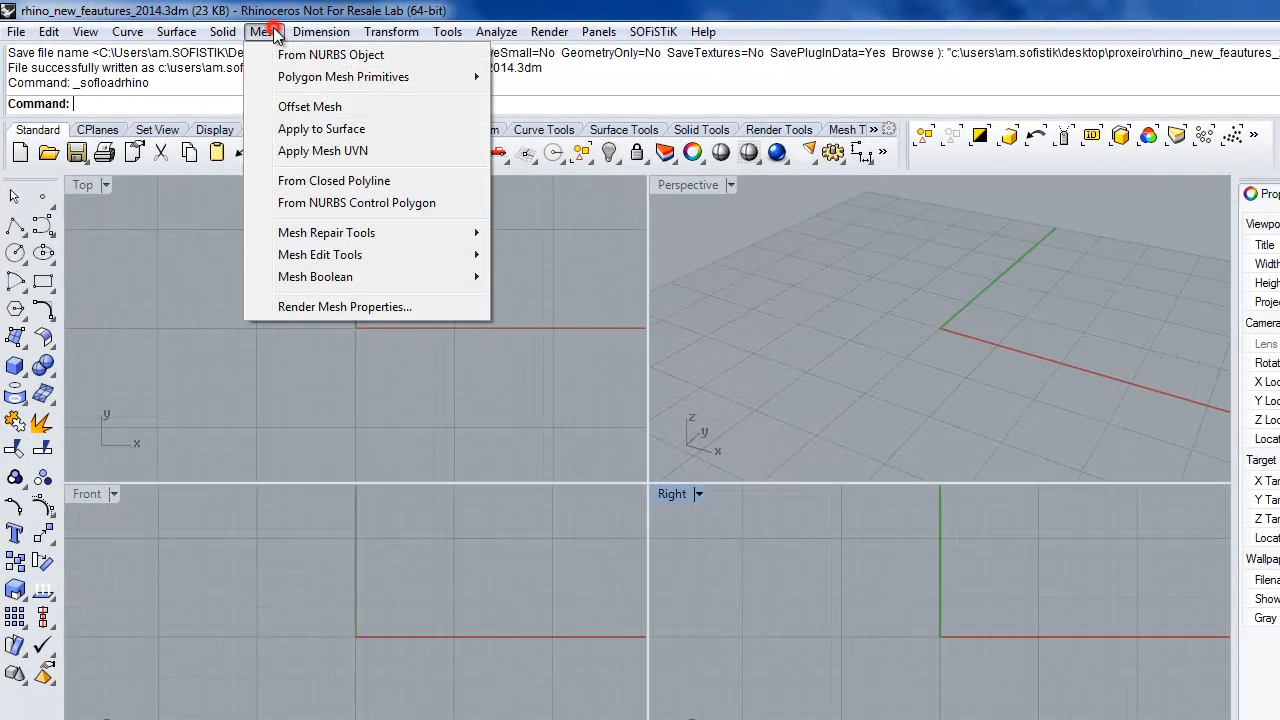 rhino_new_feautures_2014.3dm (23 KB) - Rhinoceros Not For Resale Lab (64-bit)
File Edit View Curve Surface Solid Mesh Dimension Transform Tools Analyze Render Panels SOFiSTiK Help
Save file name <C:\Users\am.SOFISTIK\De
veSmall=No GeometryOnly=No SaveTextures=No SavePlugInData=Yes Browse ): "c:\users\am.sofistik\desktop\proxeiro\rhino_new_feautures_2
File successfully written as c:\users\am.s
2014.3dm
Command: _sofloadrhino
Command:
Standard CPlanes Set View Display
m Curve Tools Surface Tools Solid Tools Render Tools Mesh T »
»
From NURBS Object
Polygon Mesh Primitives
Offset Mesh
Apply to Surface
Apply Mesh UVN
From Closed Polyline
From NURBS Control Polygon
Mesh Repair Tools
Mesh Edit Tools
Mesh Boolean
Render Mesh Properties...
Top
y
x
Perspective
z
y
x
Front
Right
Prop
Viewpo
Title
Width
Heigh
Projec
Camera
Lens
Rotat
X Loc
Y Loc
Z Loc
Locat
Target
X Tar
Y Tar
Z Tar
Locat
Wallpap
Filena
Show
Gray